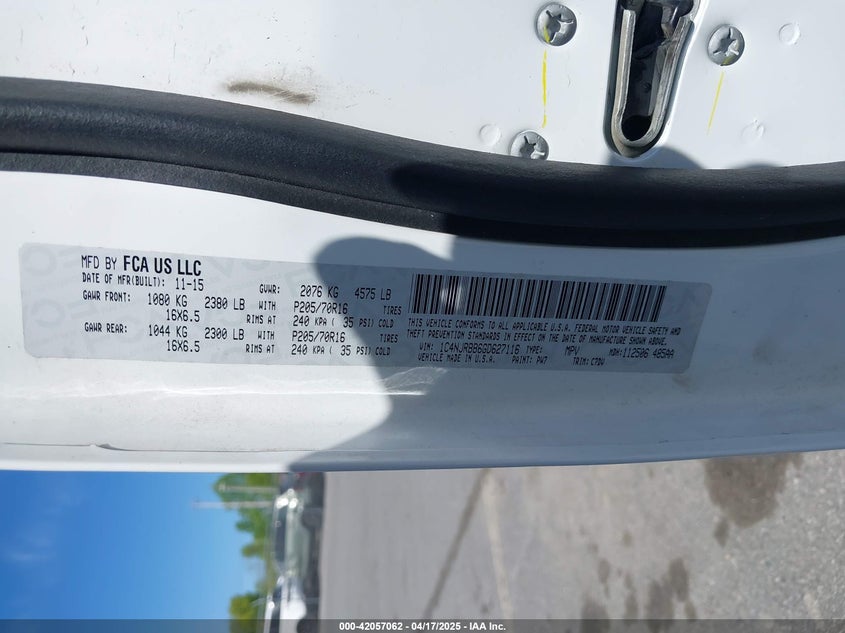 MFD BY FCA US LLC
DATE OF MFR(BUILT): 11-15 GVWR: 2076 KG 4575 LB
GAWR FRONT: 1080 KG 2380 LB WITH P205/70R16 TIRES
16X6.5 RIMS AT 240 KPA ( 35 PSI) COLD
GAWR REAR: 1044 KG 2300 LB WITH P205/70R16 TIRES
16X6.5 RIMS AT 240 KPA ( 35 PSI) COLD
THIS VEHICLE CONFORMS TO ALL APPLICABLE U.S.A. FEDERAL MOTOR VEHICLE SAFETY AND
THEFT PREVENTION STANDARDS IN EFFECT ON THE DATE OF MANUFACTURE SHOWN ABOVE.
VIN: 1C4NJRBB6GD627116 TYPE: MPV MDH: 112506 485AA
VEHICLE MADE IN U.S.A. PAINT: PW7 TRIM: C7DV
000-42057062 - 04/17/2025 - IAA Inc.